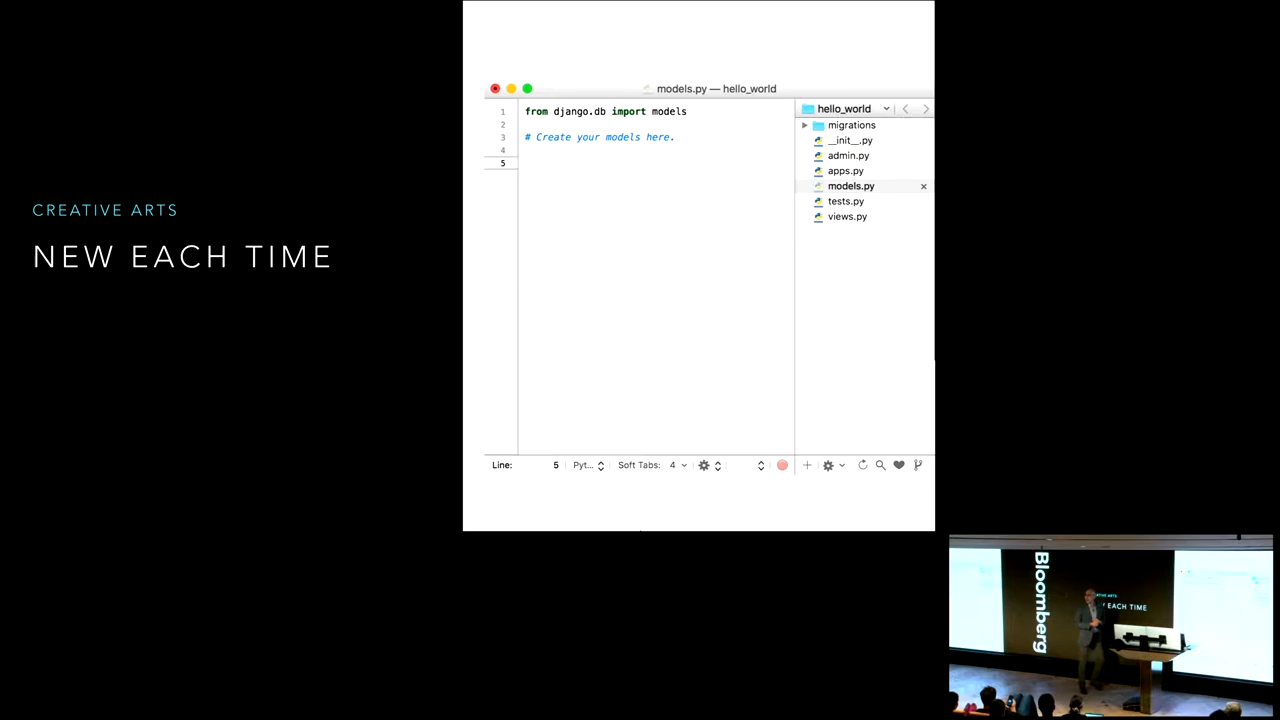 CREATIVE ARTS
NEW EACH TIME
models.py — hello_world
1 from django.db import models
2
3 # Create your models here.
4
5
hello_world
migrations
__init__.py
admin.py
apps.py
models.py
tests.py
views.py
Line: 5 Pyt... Soft Tabs: 4
Bloomberg
EACH TIME